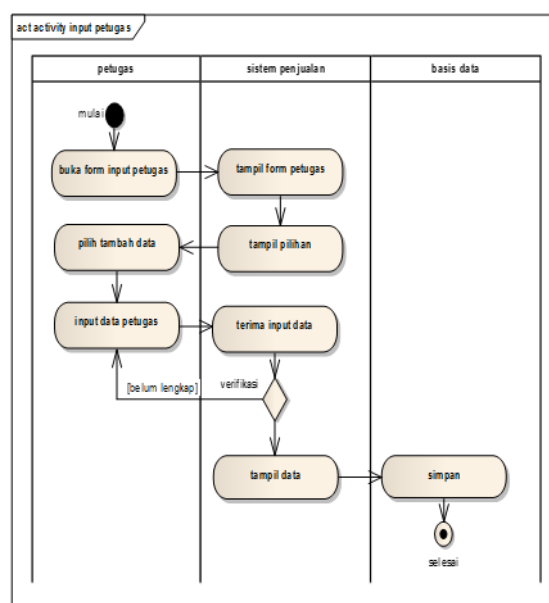 act activity input petugas
petugas
sistem penjualan
basis data
mulai
buka form input petugas
tampil form petugas
pilih tambah data
tampil pilihan
input data petugas
terima input data
[belum lengkap]
verifikasi
tampil data
simpan
selesai